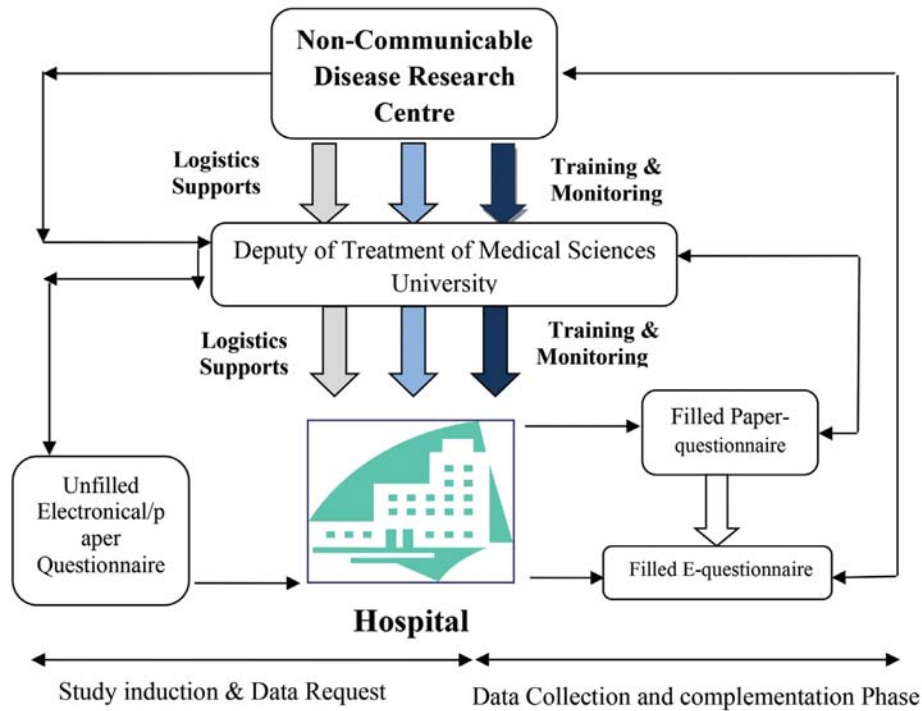 Non-Communicable
Disease Research
Centre
Logistics
Supports
Training &
Monitoring
Deputy of Treatment of Medical Sciences
University
Logistics
Supports
Training &
Monitoring
Filled Paper-
questionnaire
Unfilled
Electronical/p
aper
Questionnaire
Filled E-questionnaire
Hospital
Study induction & Data Request
Data Collection and complementation Phase